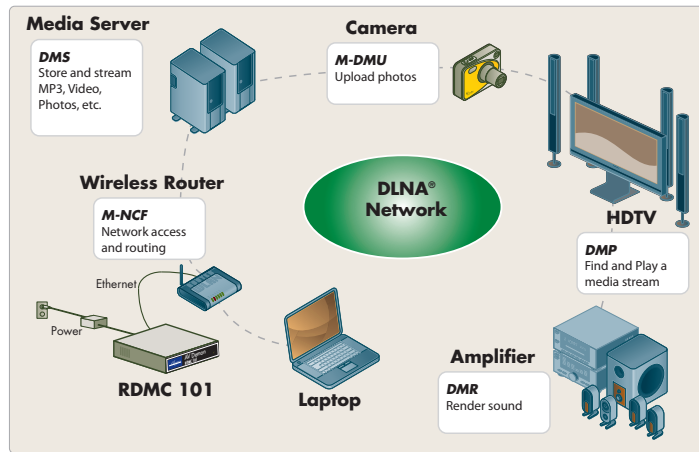 Media Server
DMS
Store and stream
MP3, Video,
Photos, etc.
Camera
M-DMU
Upload photos
Wireless Router
M-NCF
Network access
and routing
DLNA®
Network
HDTV
DMP
Find and Play a
media stream
Ethernet
Power
RDMC 101
Laptop
Amplifier
DMR
Render sound